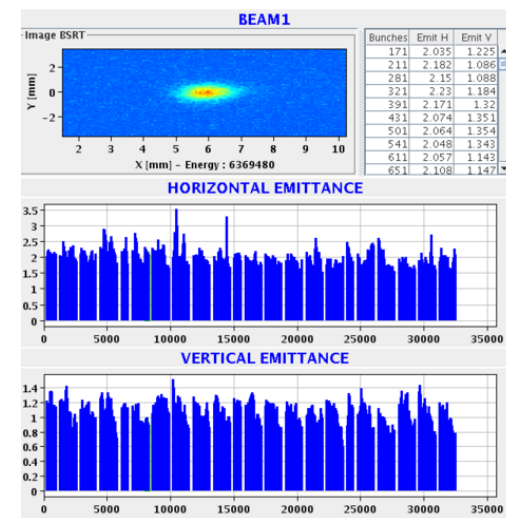 BEAM1
Image BSRT
Y [mm]
2
0
-2
2 3 4 5 6 7 8 9 10
X [mm] - Energy : 6369480
Bunches Emit H Emit V
171 2.035 1.225
211 2.182 1.086
281 2.15 1.088
321 2.23 1.184
391 2.171 1.32
431 2.074 1.351
501 2.064 1.354
541 2.048 1.343
611 2.057 1.143
651 2.108 1.147
HORIZONTAL EMITTANCE
3.5
3
2.5
2
1.5
1
0.5
0
0 5000 10000 15000 20000 25000 30000 35000
VERTICAL EMITTANCE
1.4
1.2
1
0.8
0.6
0.4
0.2
0
0 5000 10000 15000 20000 25000 30000 35000